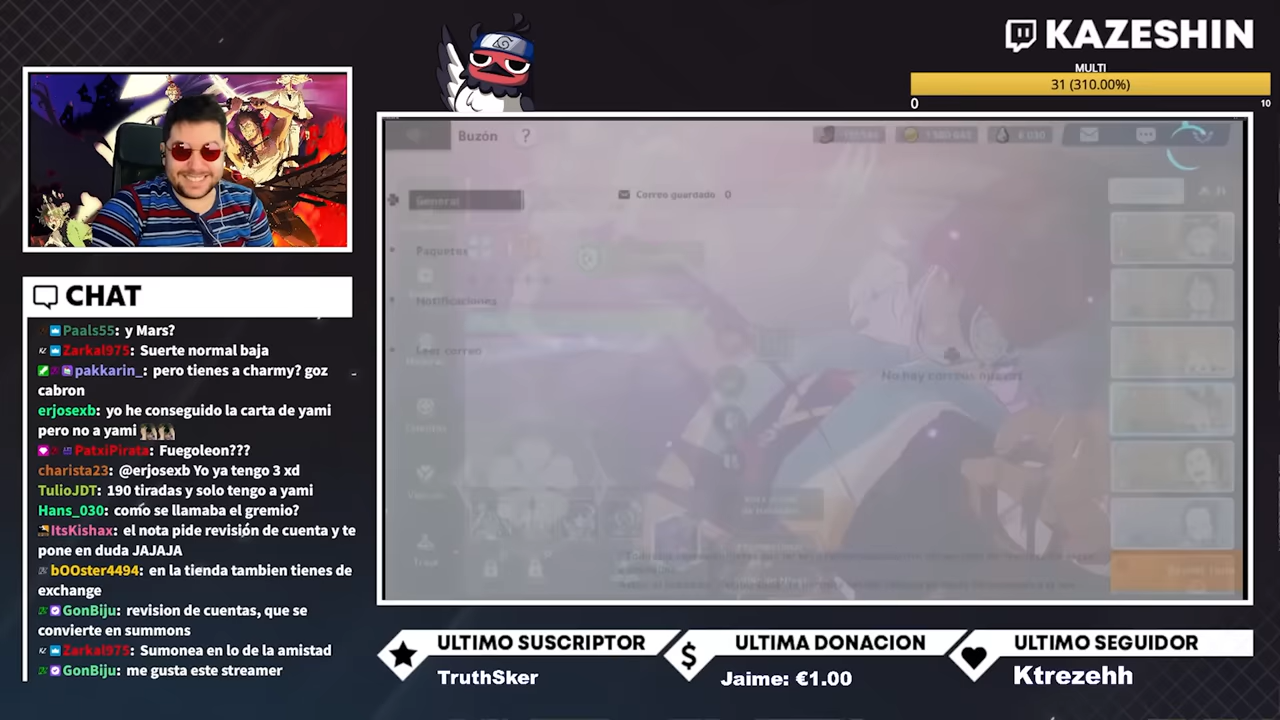 KAZESHIN
MULTI
31 (310.00%)
0
10
Buzón ?
General
Correo guardado 0
Paquetes
Notificaciones
Leer correo
No hay correos nuevos
CHAT
Paals55: y Mars?
Zarkal975: Suerte normal baja
pakkarin_: pero tienes a charmy? goz
cabron
erjosexb: yo he conseguido la carta de yami
pero no a yami
PatxiPirata: Fuegoleon???
charista23: @erjosexb Yo ya tengo 3 xd
TulioJDT: 190 tiradas y solo tengo a yami
Hans_030: como se llamaba el gremio?
ItsKishax: el nota pide revisión de cuenta y te
pone en duda JAJAJA
bOOster4494: en la tienda tambien tienes de
exchange
GonBiju: revision de cuentas, que se
convierte en summons
Zarkal975: Sumonea en lo de la amistad
GonBiju: me gusta este streamer
ULTIMO SUSCRIPTOR
TruthSker
ULTIMA DONACION
Jaime: €1.00
ULTIMO SEGUIDOR
Ktrezehh